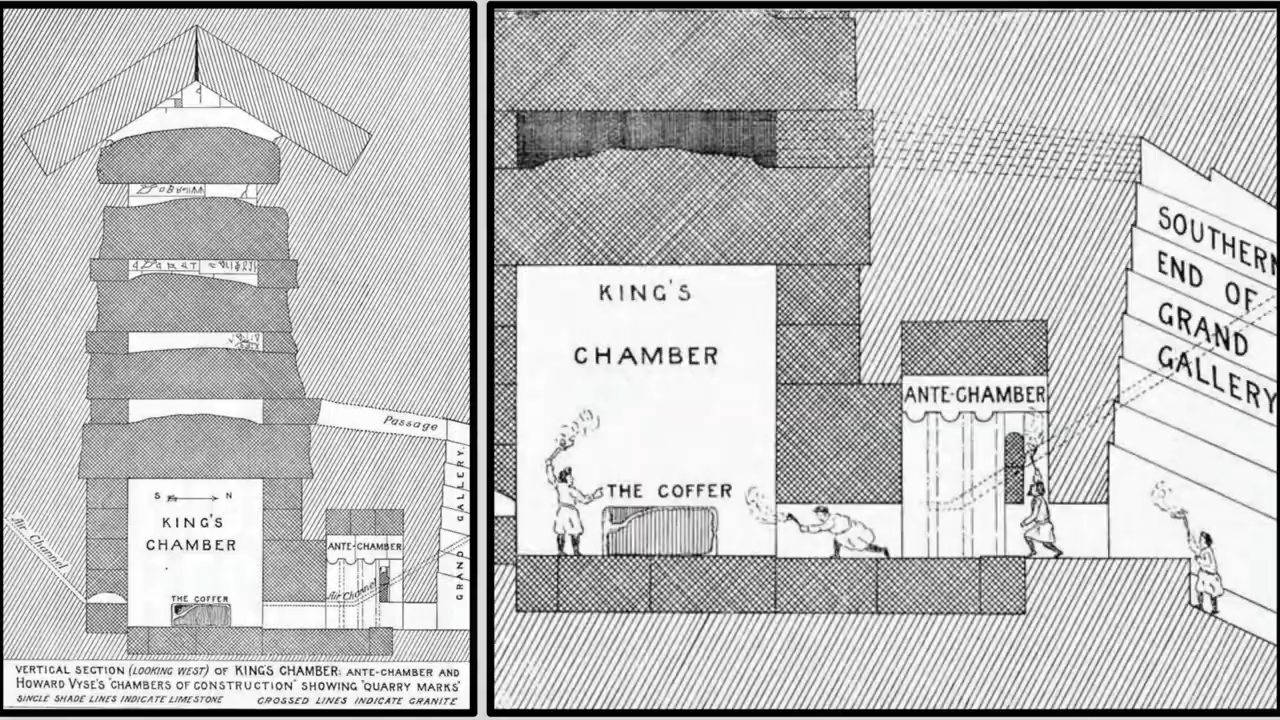 Passage
S N
KING'S
CHAMBER
GRAND GALLERY.
Air Channel
ANTE-CHAMBER
Air Channel
THE COFFER
VERTICAL SECTION (LOOKING WEST) OF KING'S CHAMBER; ANTE-CHAMBER AND
HOWARD VYSE'S "CHAMBERS OF CONSTRUCTION" SHOWING "QUARRY MARKS"
SINGLE SHADE LINES INDICATE LIMESTONE CROSSED LINES INDICATE GRANITE
KING'S
CHAMBER
THE COFFER
ANTE-CHAMBER
SOUTHERN
END OF
GRAND
GALLERY